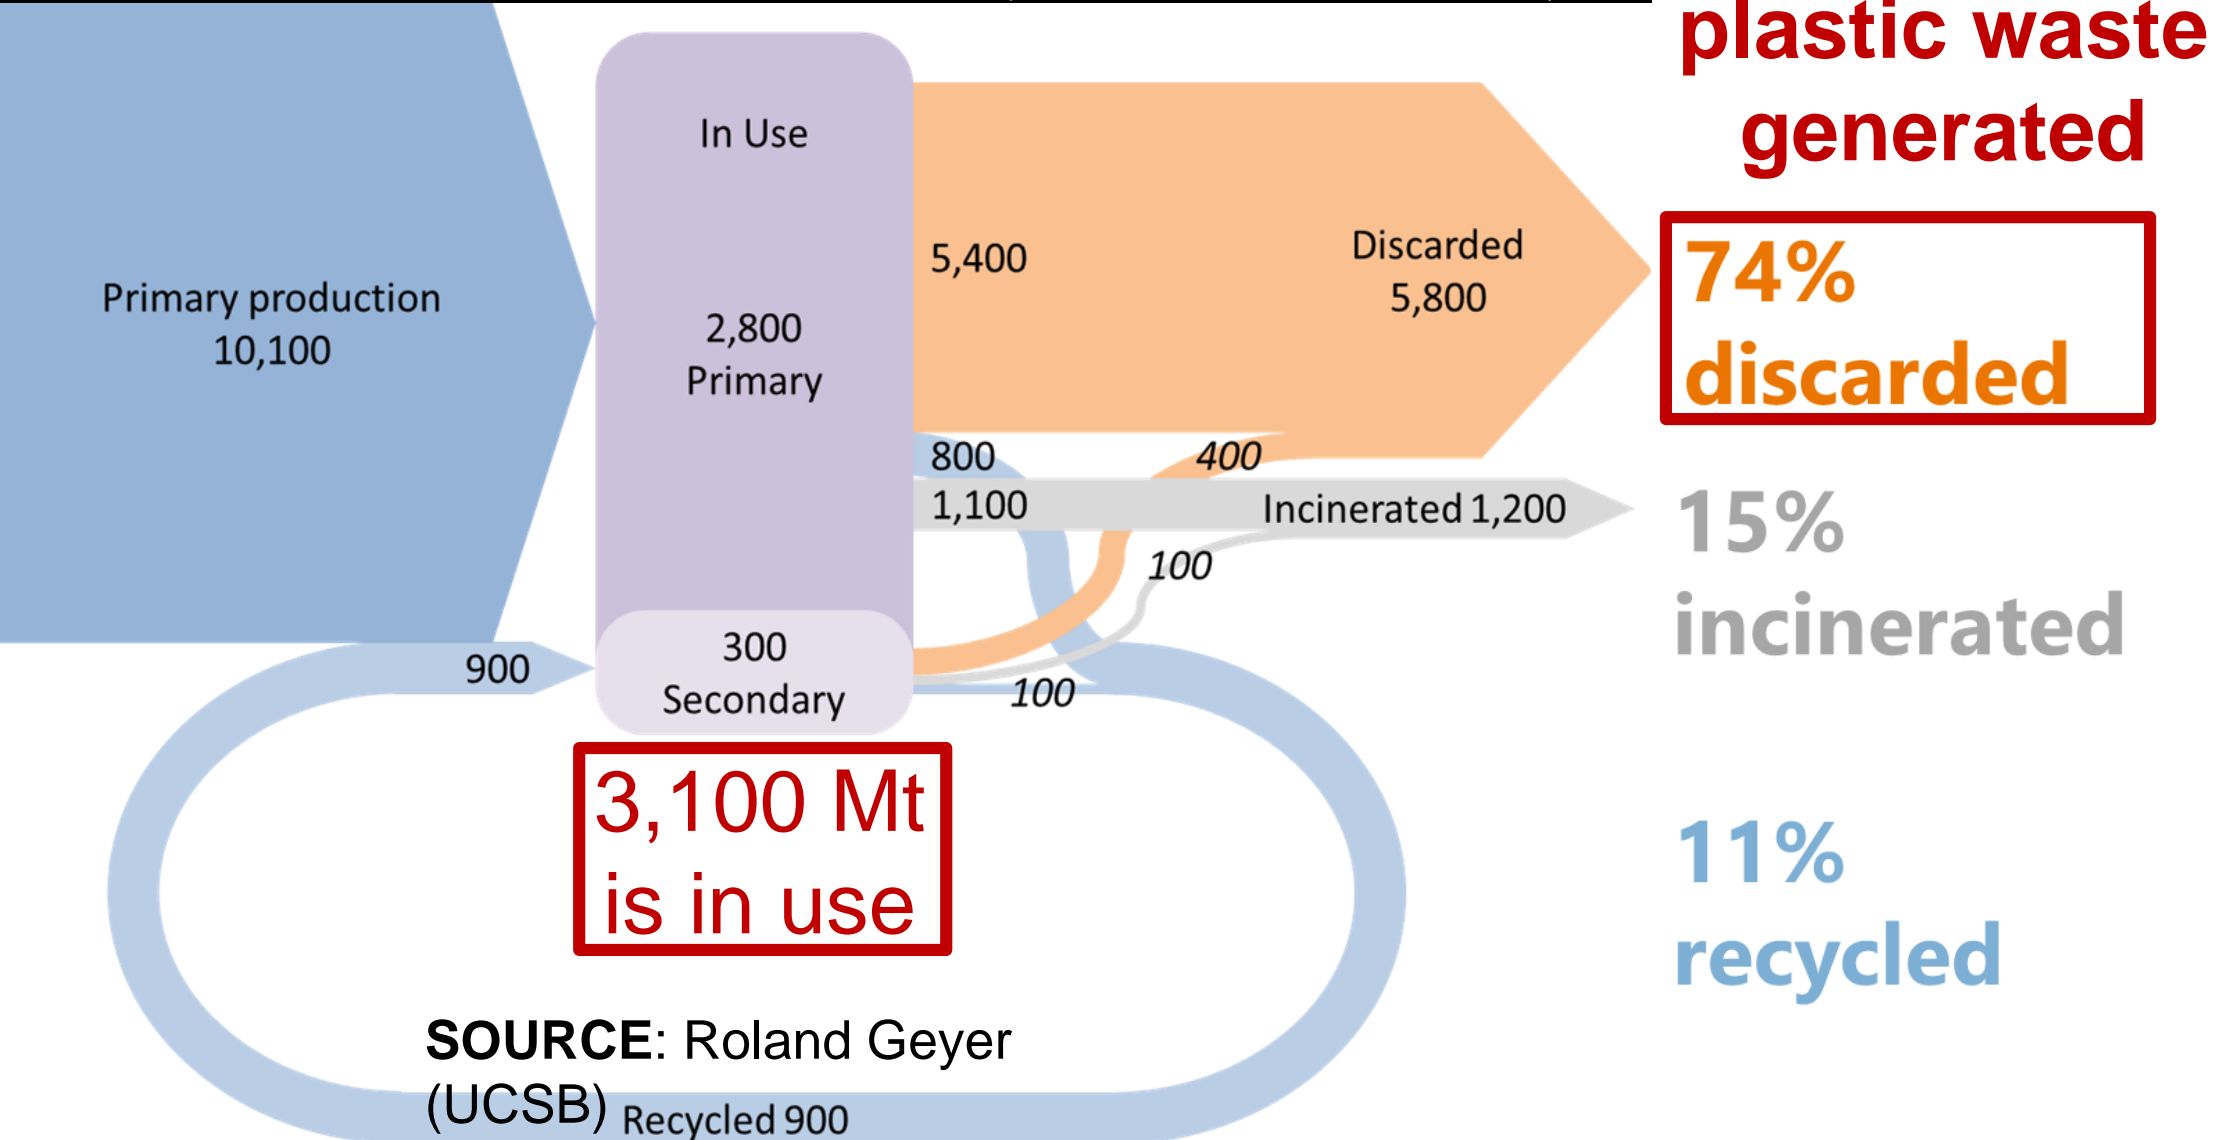 plastic waste
generated
In Use
5,400
Discarded
5,800
Primary production
10,100
2,800
Primary
74%
discarded
800
400
1,100
Incinerated 1,200
100
15%
incinerated
900
300
Secondary
100
3,100 Mt
is in use
11%
recycled
SOURCE: Roland Geyer
(UCSB)
Recycled 900